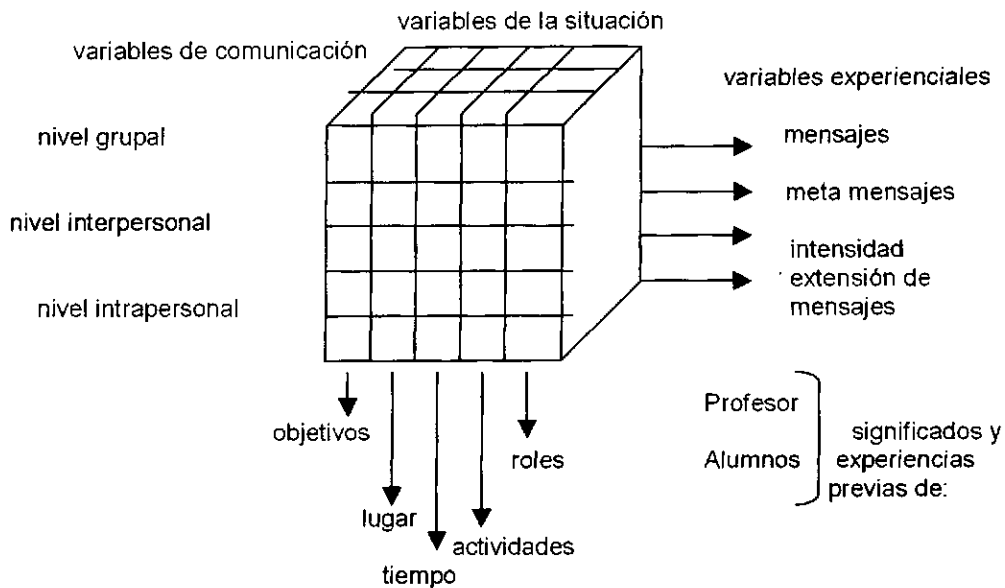 variables de la situación
variables de comunicación
variables experienciales
nivel grupal
mensajes
meta mensajes
nivel interpersonal
intensidad
extensión de
mensajes
nivel intrapersonal
objetivos
roles
lugar
actividades
tiempo
Profesor
Alumnos
significados y
experiencias
previas de: